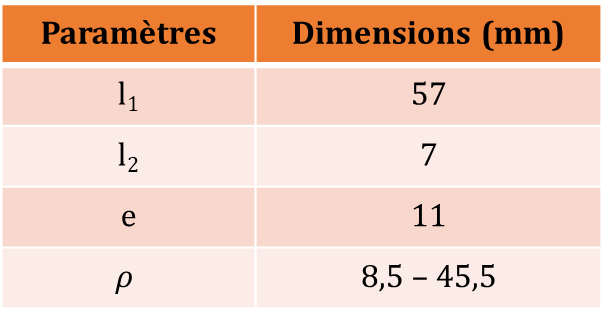 Paramètres Dimensions (mm)
l₁ 57
l₂ 7
e 11
ρ 8,5 – 45,5